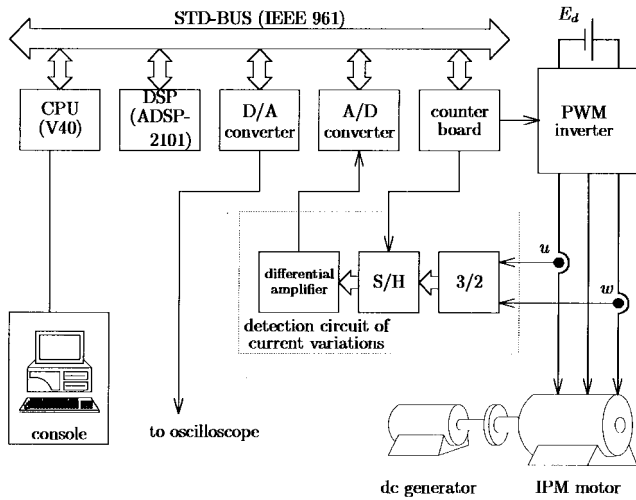 STD-BUS (IEEE 961)
E_d
CPU
(V40)
DSP
(ADSP-
2101)
D/A
converter
A/D
converter
counter
board
PWM
inverter
differential
amplifier
S/H
3/2
u
w
detection circuit of
current variations
console
to oscilloscope
dc generator
IPM motor